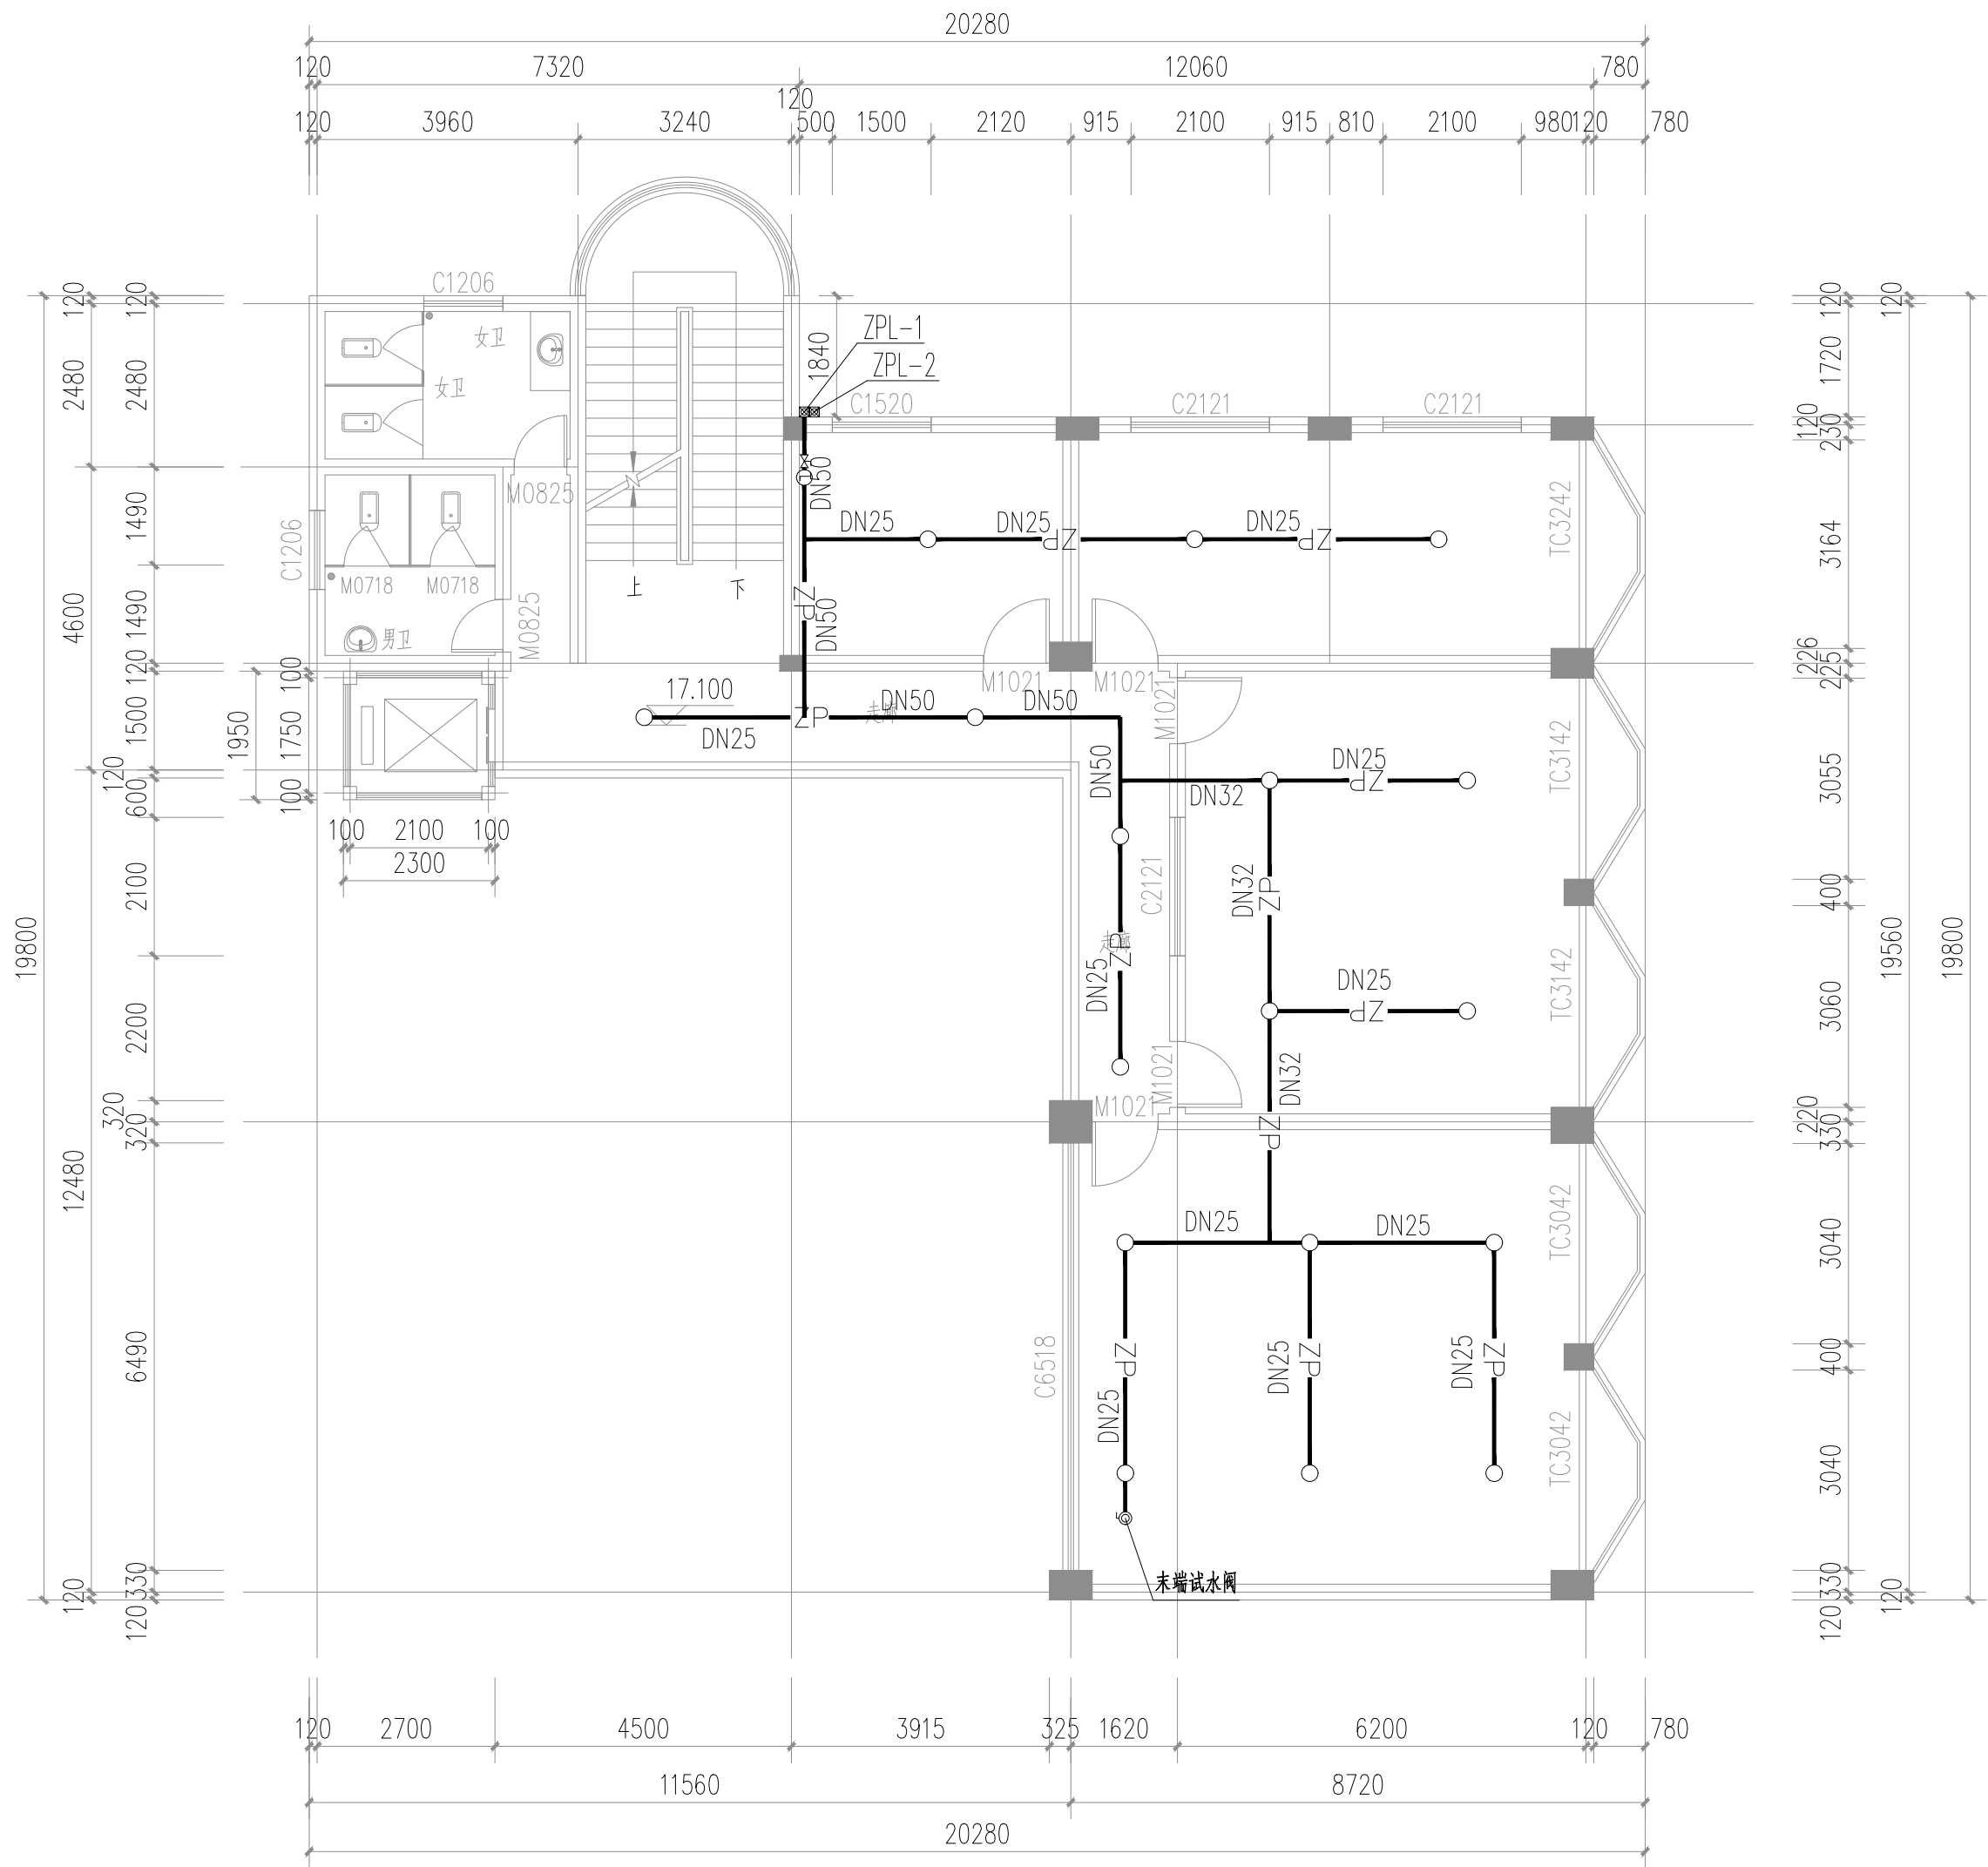 20280
120
7320
12060
780
120
120
3960
3240
500
1500
2120
915
2100
915
810
2100
980
120
780
C1206
女卫
女卫
1840
ZPL-1
ZPL-2
C1520
C2121
C2121
M0825
DN50
DN25
DN25
ZP
DN25
ZP
TC3242
C1206
M0718
M0718
上
下
ZP
DN50
男卫
M0825
17.100
M1021
M1021
M1021
DN25
ZP
DN50
走廊
DN50
DN50
DN32
DN25
ZP
TC3142
100
2100
100
2300
C2121
DN32
ZP
走廊
ZP
DN25
DN25
ZP
TC3142
M1021
M1021
DN32
ZP
DN25
DN25
TC3042
C6518
ZP
DN25
DN25
ZP
DN25
ZP
TC3042
末端试水阀
19800
120
2480
4600
12480
120
120
2480
1490
1490
120
1500
120
600
2100
2200
320
320
6490
330
120
1950
100
1750
100
120
1720
120
230
3164
226
225
3055
400
3060
220
330
3040
400
3040
330
120
120
19560
120
19800
120
2700
4500
3915
325
1620
6200
120
780
11560
8720
20280